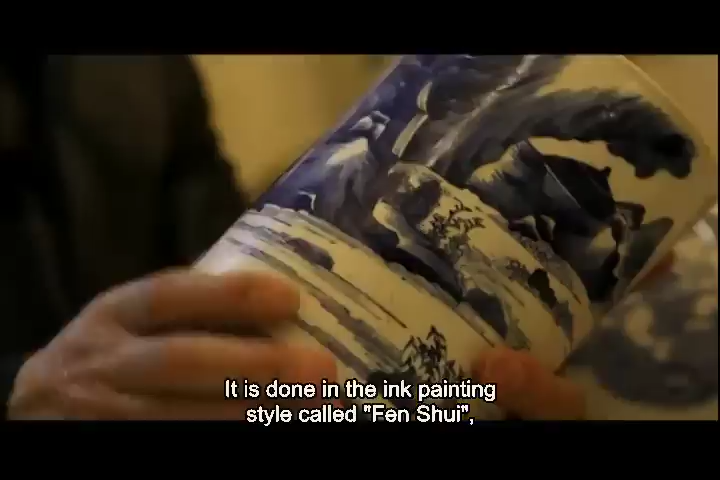 It is done in the ink painting
style called "Fen Shui",